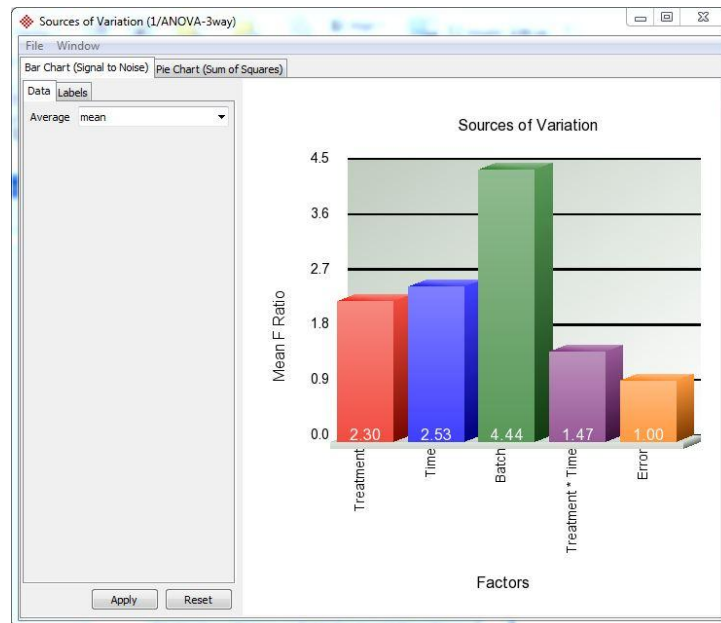 Sources of Variation (1/ANOVA-3way)
File Window
Bar Chart (Signal to Noise) Pie Chart (Sum of Squares)
Data Labels
Average mean
Sources of Variation
4.5
3.6
2.7
1.8
0.9
0.0
Mean F Ratio
2.30 2.53 4.44 1.47 1.00
Treatment
Time
Batch
Treatment * Time
Error
Factors
Apply Reset